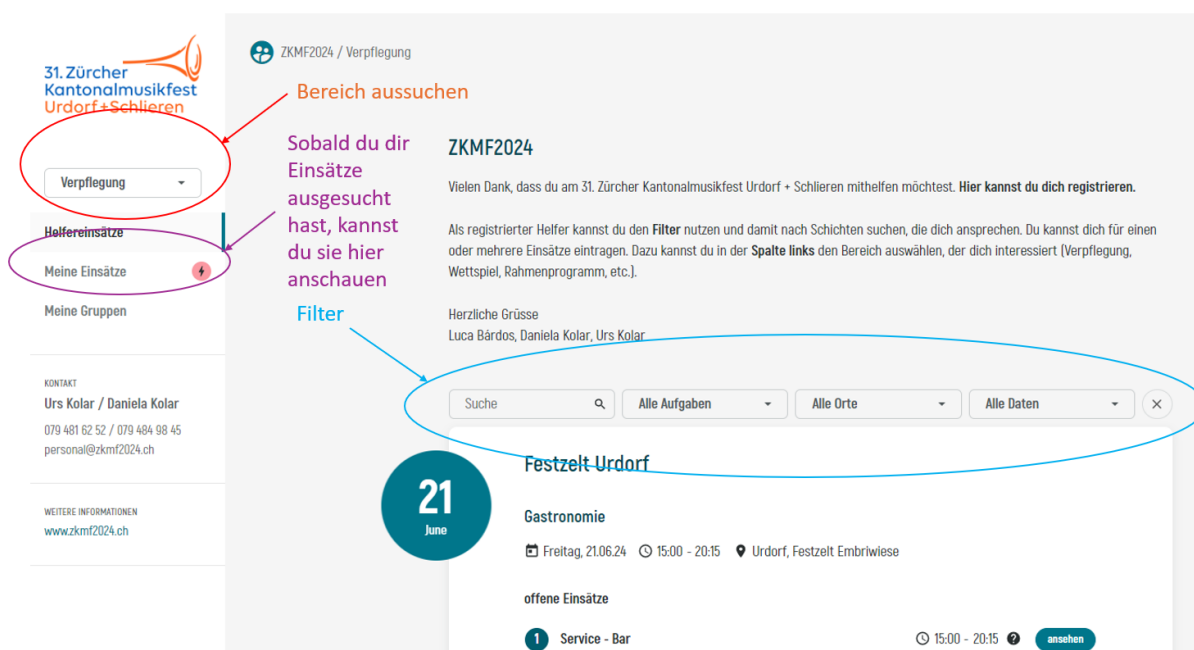 31. Zürcher
Kantonalmusikfest
Urdorf+Schlieren
Verpflegung
Helfereinsätze
Meine Einsätze
Meine Gruppen
KONTAKT
Urs Kolar / Daniela Kolar
079 481 62 52 / 079 484 98 45
personal@zkmf2024.ch
WEITERE INFORMATIONEN
www.zkmf2024.ch
ZKMF2024 / Verpflegung
Bereich aussuchen
Sobald du dir
Einsätze
ausgesucht
hast, kannst
du sie hier
anschauen
Filter
ZKMF2024
Vielen Dank, dass du am 31. Zürcher Kantonalmusikfest Urdorf + Schlieren mithelfen möchtest. Hier kannst du dich registrieren.
Als registrierter Helfer kannst du den Filter nutzen und damit nach Schichten suchen, die dich ansprechen. Du kannst dich für einen
oder mehrere Einsätze eintragen. Dazu kannst du in der Spalte links den Bereich auswählen, der dich interessiert (Verpflegung,
Wettspiel, Rahmenprogramm, etc.).
Herzliche Grüsse
Luca Bárdos, Daniela Kolar, Urs Kolar
Suche Alle Aufgaben Alle Orte Alle Daten
21
June
Festzelt Urdorf
Gastronomie
Freitag, 21.06.24 15:00 - 20:15 Urdorf, Festzelt Embriwiese
offene Einsätze
1 Service - Bar 15:00 - 20:15 ? ansehen